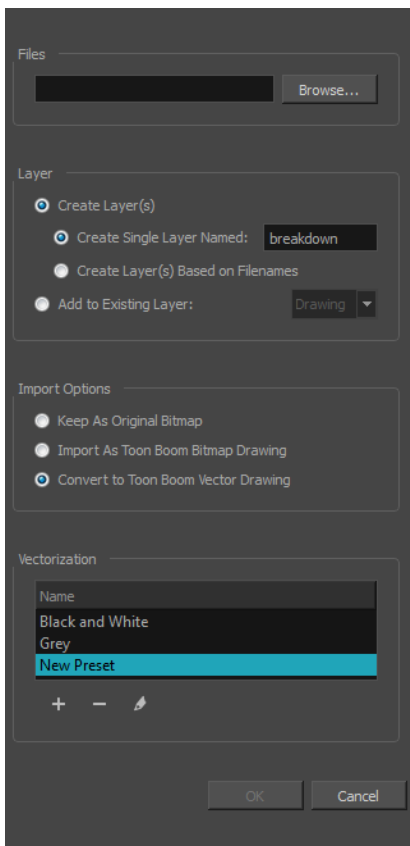 Files
Browse...
Layer
Create Layer(s)
Create Single Layer Named: breakdown
Create Layer(s) Based on Filenames
Add to Existing Layer: Drawing
Import Options
Keep As Original Bitmap
Import As Toon Boom Bitmap Drawing
Convert to Toon Boom Vector Drawing
Vectorization
Name
Black and White
Grey
New Preset
OK Cancel